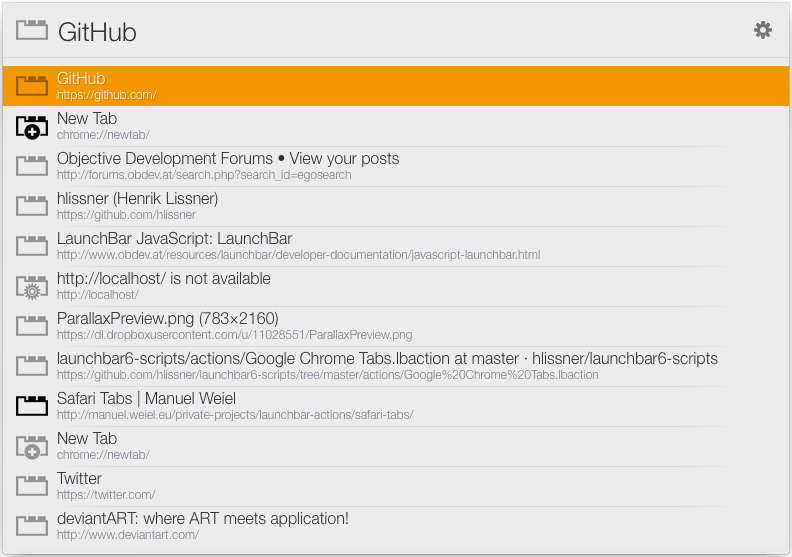 GitHub
GitHub
https://github.com/
New Tab
chrome://newtab/
Objective Development Forums • View your posts
http://forums.obdev.at/search.php?search_id=egosearch
hlissner (Henrik Lissner)
https://github.com/hlissner
LaunchBar JavaScript: LaunchBar
http://www.obdev.at/resources/launchbar/developer-documentation/javascript-launchbar.html
http://localhost/ is not available
http://localhost/
ParallaxPreview.png (783×2160)
https://dl.dropboxusercontent.com/u/11028551/ParallaxPreview.png
launchbar6-scripts/actions/Google Chrome Tabs.lbaction at master · hlissner/launchbar6-scripts
https://github.com/hlissner/launchbar6-scripts/tree/master/actions/Google%20Chrome%20Tabs.lbaction
Safari Tabs | Manuel Weiel
http://manuel.weiel.eu/private-projects/launchbar-actions/safari-tabs/
New Tab
chrome://newtab/
Twitter
https://twitter.com/
deviantART: where ART meets application!
http://www.deviantart.com/